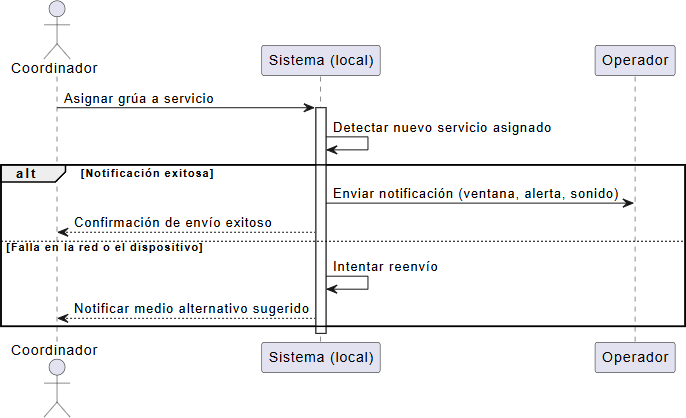 Coordinador
Sistema (local)
Operador
Asignar grúa a servicio
Detectar nuevo servicio asignado
alt
[Notificación exitosa]
Enviar notificación (ventana, alerta, sonido)
Confirmación de envío exitoso
[Falla en la red o el dispositivo]
Intentar reenvío
Notificar medio alternativo sugerido
Coordinador
Sistema (local)
Operador